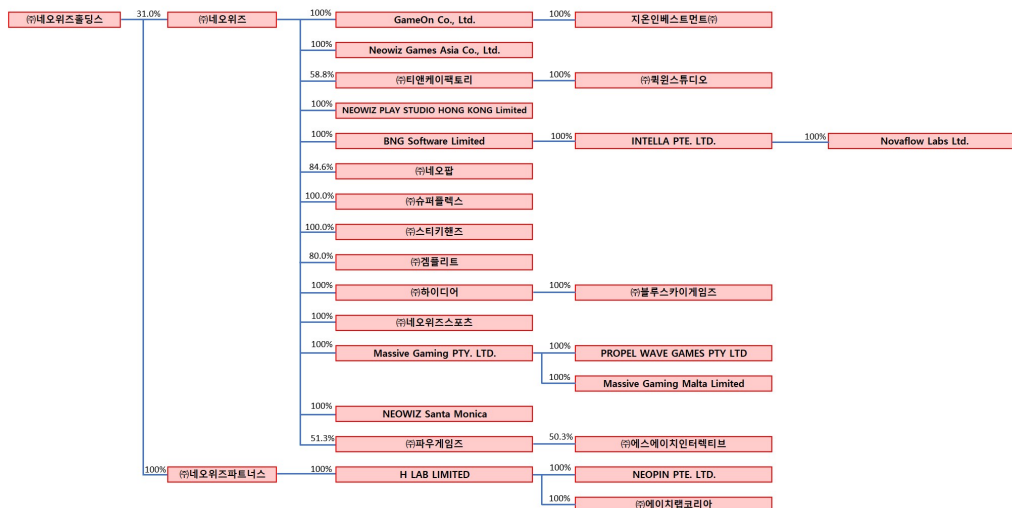 ㈜네오위즈홀딩스 31.0% ㈜네오위즈 100% GameOn Co., Ltd. 100% 지온인베스트먼트㈜
100% Neowiz Games Asia Co., Ltd.
58.8% ㈜티앤케이팩토리 100% ㈜퀵윈스튜디오
100% NEOWIZ PLAY STUDIO HONG KONG Limited
100% BNG Software Limited 100% INTELLA PTE. LTD. 100% Novaflow Labs Ltd.
84.6% ㈜네오팝
100.0% ㈜슈퍼플렉스
100.0% ㈜스티키핸즈
80.0% ㈜겜플리트
100% ㈜하이디어 100% ㈜블루스카이게임즈
100% ㈜네오위즈스포츠
100% Massive Gaming PTY. LTD. 100% PROPEL WAVE GAMES PTY LTD
100% Massive Gaming Malta Limited
100% NEOWIZ Santa Monica
51.3% ㈜파우게임즈 50.3% ㈜에스에이치인터렉티브
100% ㈜네오위즈파트너스 100% H LAB LIMITED 100% NEOPIN PTE. LTD.
100% ㈜에이치랩코리아